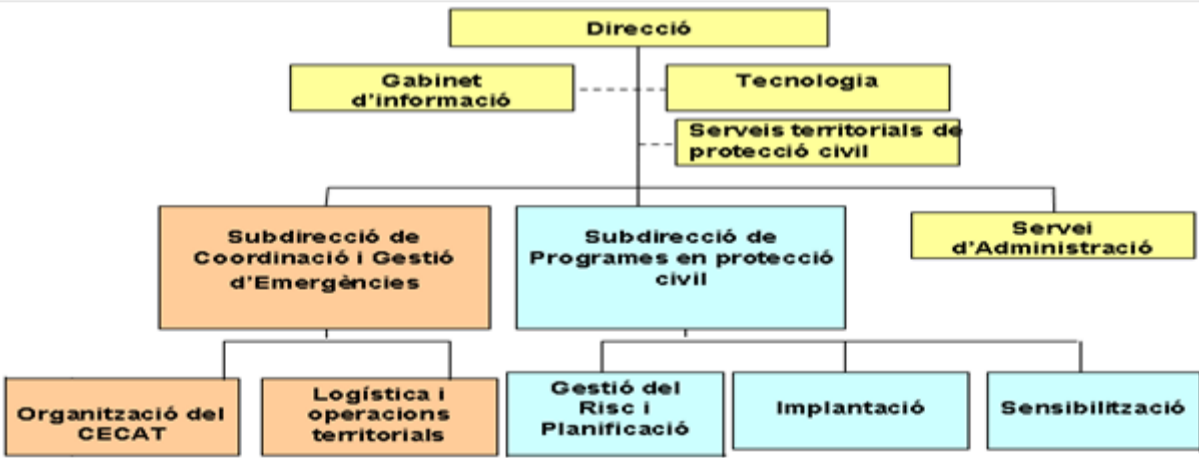 Direcció
Gabinet
d'informació
Tecnologia
Serveis territorials de
protecció civil
Subdirecció de
Coordinació i Gestió
d'Emergències
Subdirecció de
Programes en protecció
civil
Servei
d'Administració
Organització del
CECAT
Logística i
operacions
territorials
Gestió del
Risc i
Planificació
Implantació
Sensibilització